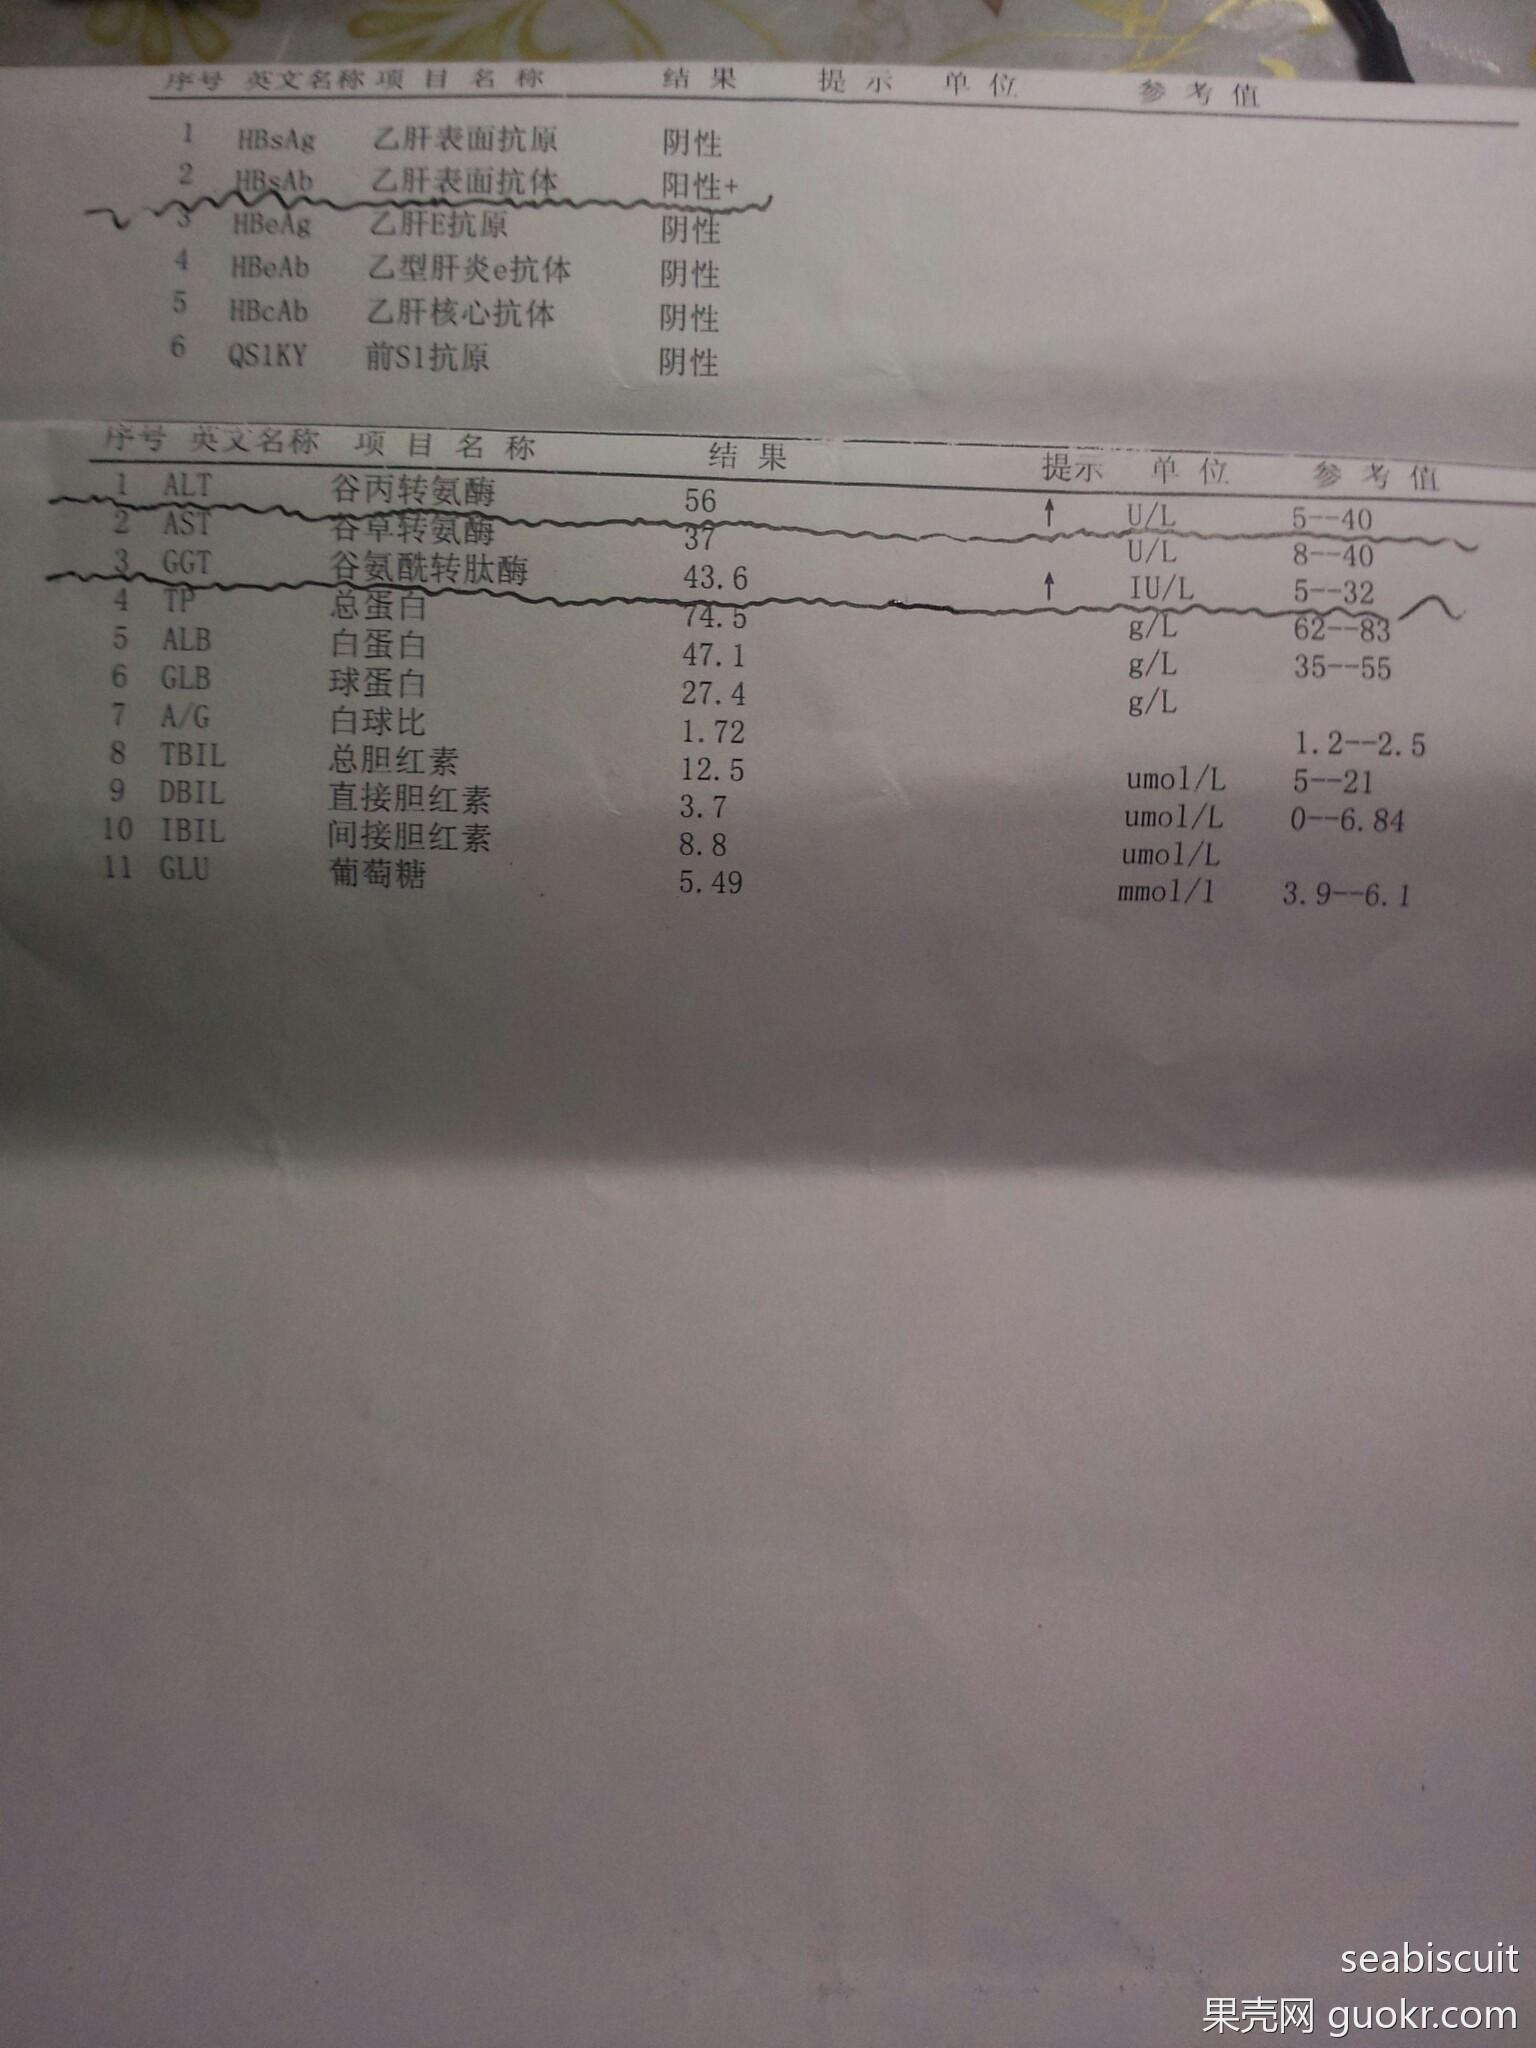 序号 英文名称 项目名称 结果 提示 单位 参考值
1 HBsAg 乙肝表面抗原 阴性
2 HBsAb 乙肝表面抗体 阳性+
3 HBeAg 乙肝E抗原 阴性
4 HBeAb 乙型肝炎e抗体 阴性
5 HBcAb 乙肝核心抗体 阴性
6 QS1KY 前S1抗原 阴性
序号 英文名称 项目名称 结果 提示 单位 参考值
1 ALT 谷丙转氨酶 56 ↑ U/L 5--40
2 AST 谷草转氨酶 37 U/L 8--40
3 GGT 谷氨酰转肽酶 43.6 ↑ IU/L 5--32
4 TP 总蛋白 74.5 g/L 62--83
5 ALB 白蛋白 47.1 g/L 35--55
6 GLB 球蛋白 27.4 g/L
7 A/G 白球比 1.72 1.2--2.5
8 TBIL 总胆红素 12.5 umol/L 5--21
9 DBIL 直接胆红素 3.7 umol/L 0--6.84
10 IBIL 间接胆红素 8.8 umol/L
11 GLU 葡萄糖 5.49 mmol/l 3.9--6.1
seabiscuit
果壳网 guokr.com